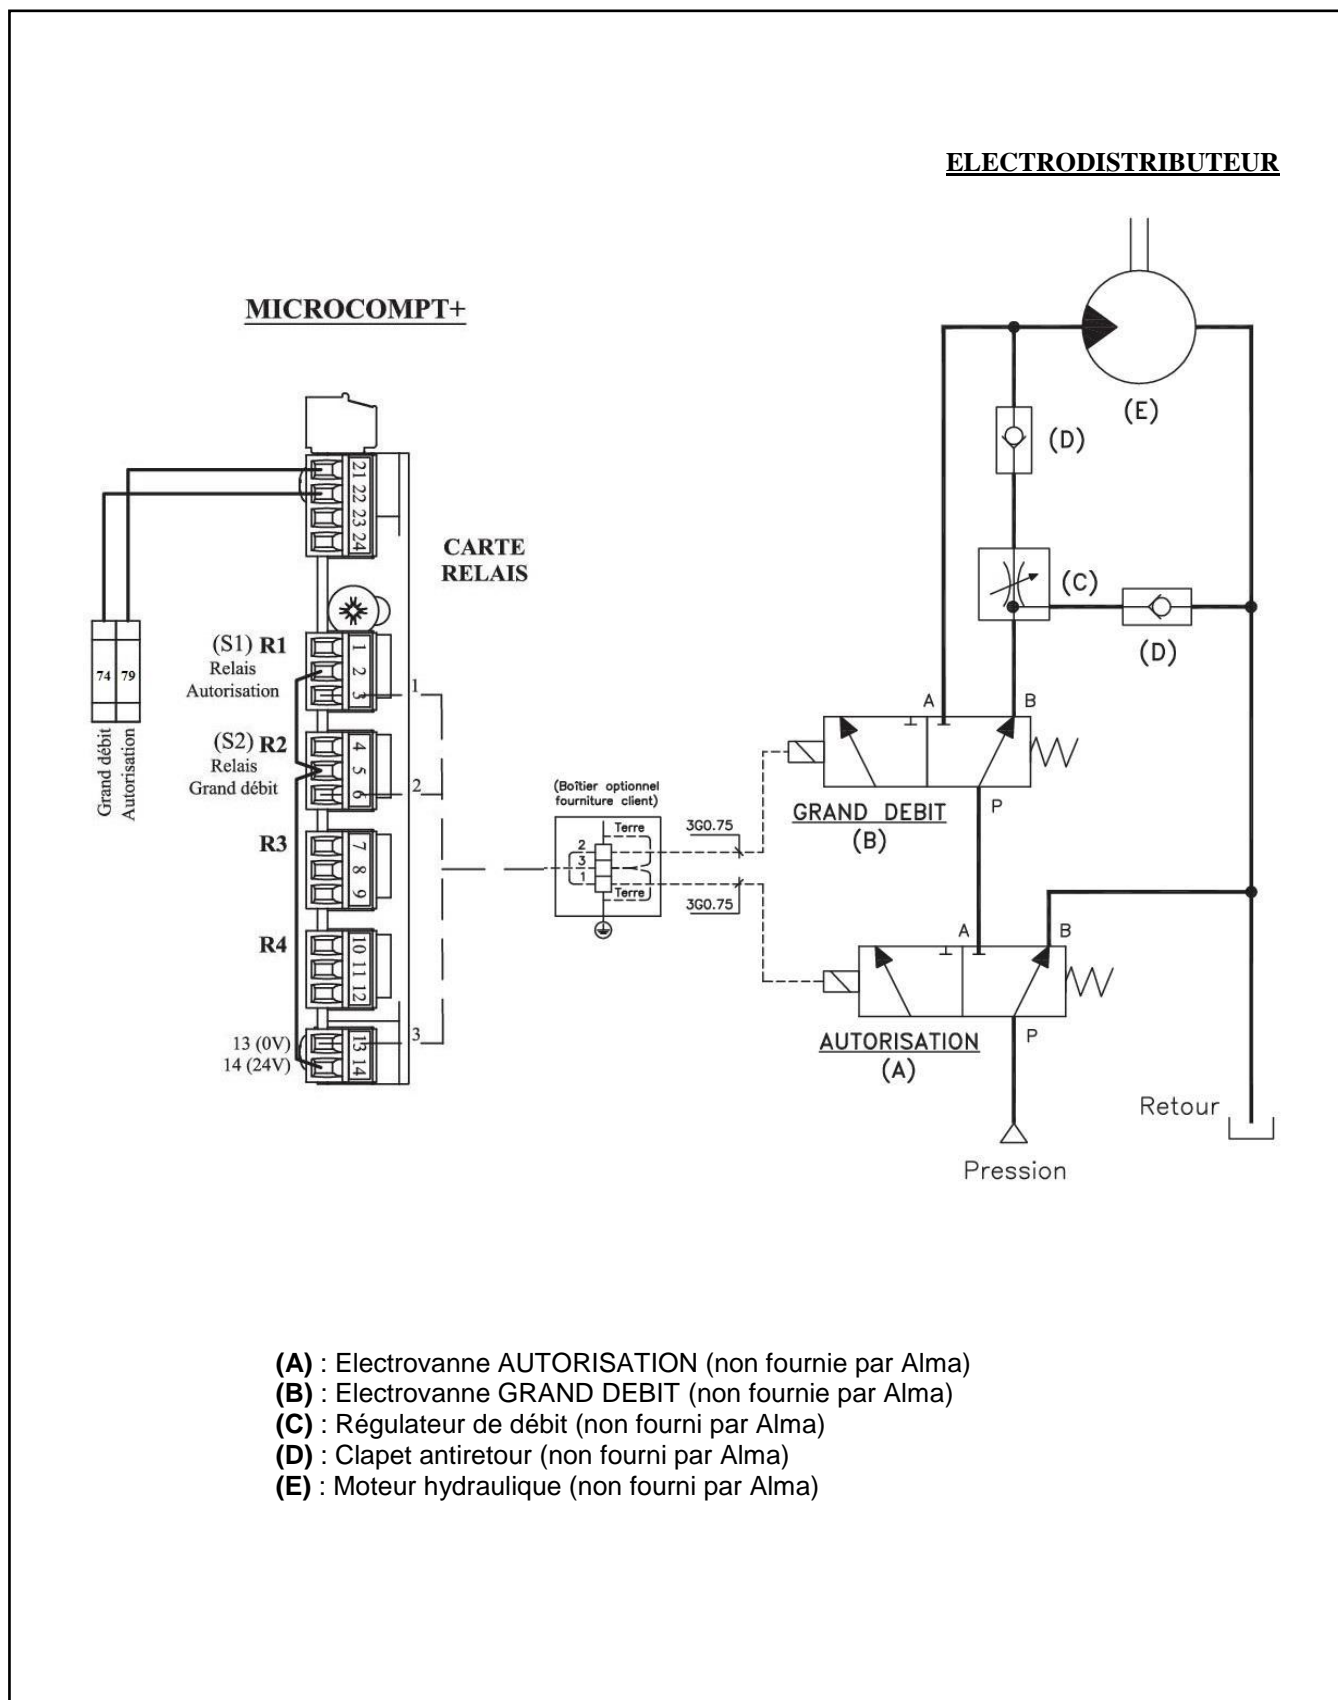 ELECTRODISTRIBUTEUR
MICROCOMPT+
(E)
(D)
21
22
23
24
CARTE
RELAIS
(C)
(D)
74
79
Grand débit
Autorisation
(S1) R1
Relais
Autorisation
1
2
3
1
(S2) R2
Relais
Grand débit
4
5
6
2
R3
7
8
9
R4
10
11
12
13 (0V)
14 (24V)
13
14
3
(Boîtier optionnel
fourniture client)
Terre
2
3
1
Terre
3G0.75
3G0.75
A
B
P
GRAND DEBIT
(B)
A
B
P
AUTORISATION
(A)
Retour
Pression
(A) : Electrovanne AUTORISATION (non fournie par Alma)
(B) : Electrovanne GRAND DEBIT (non fournie par Alma)
(C) : Régulateur de débit (non fourni par Alma)
(D) : Clapet antiretour (non fourni par Alma)
(E) : Moteur hydraulique (non fourni par Alma)